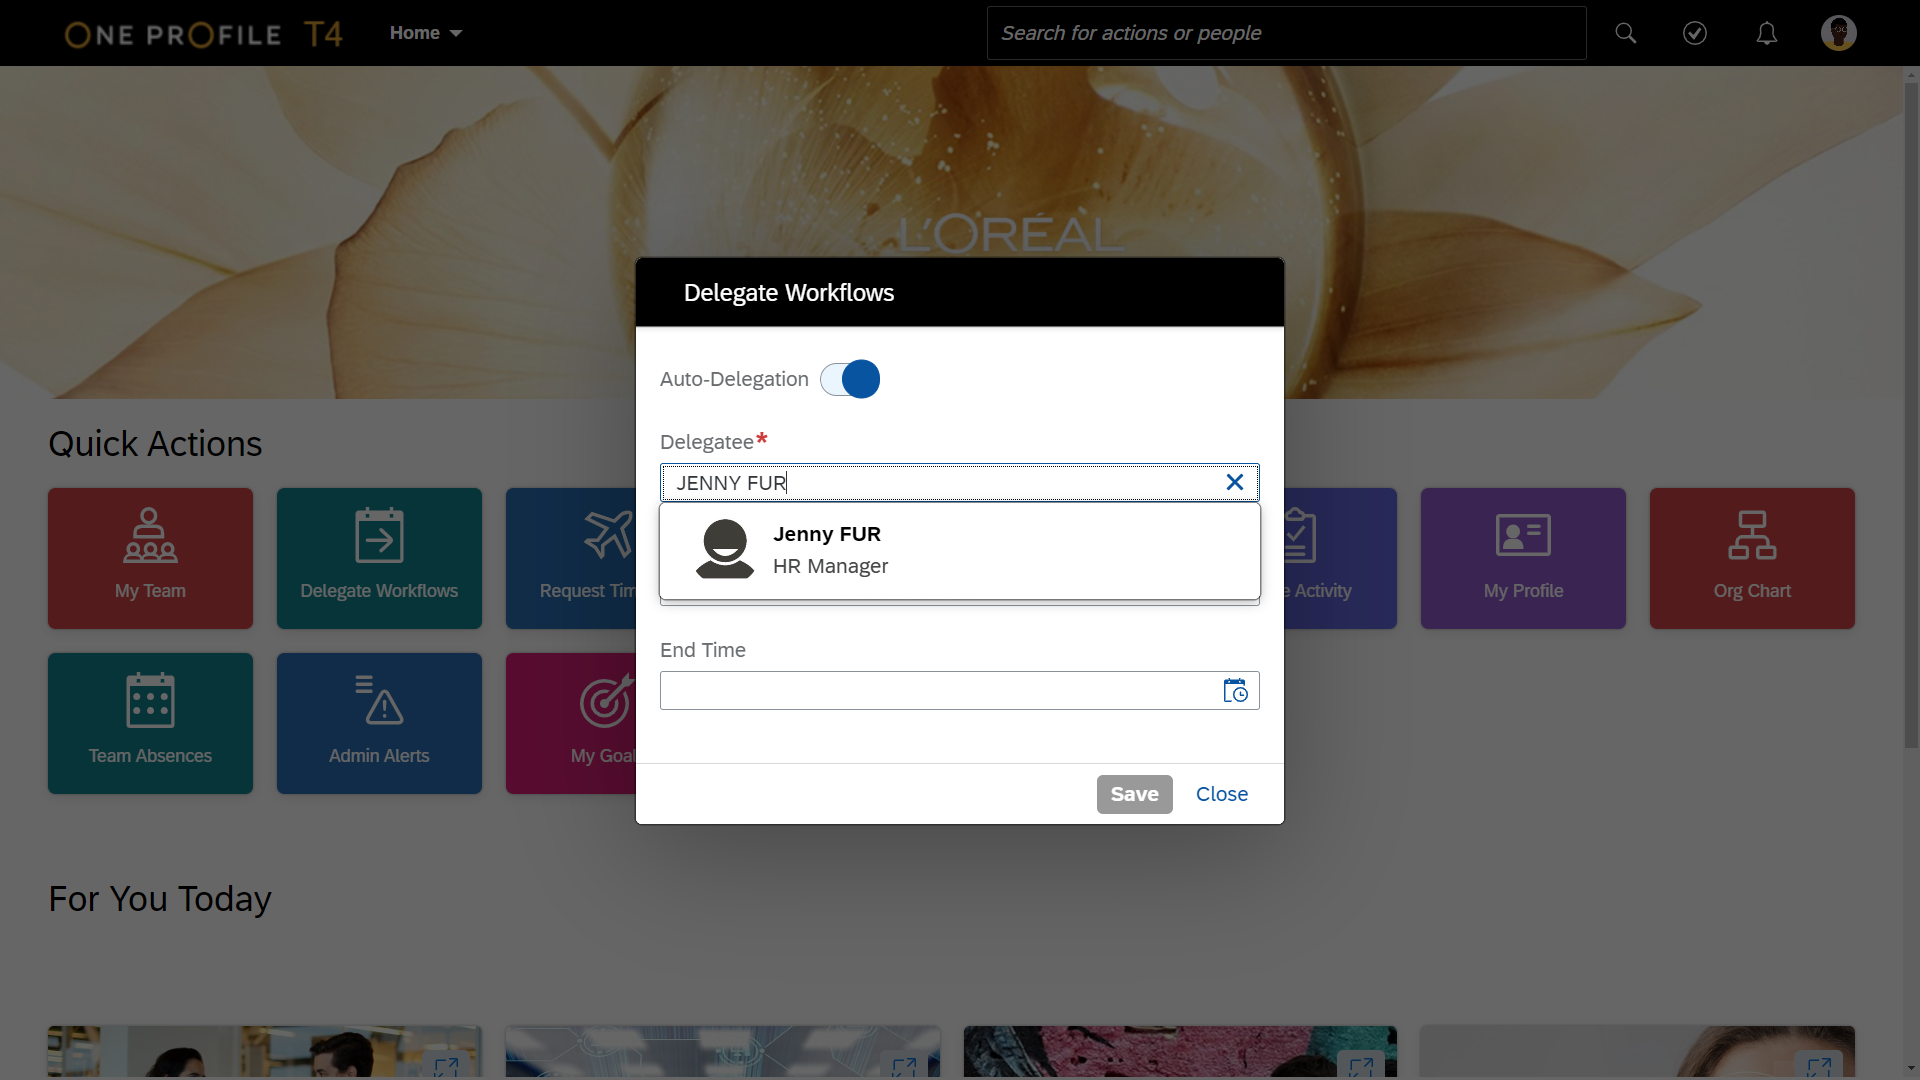 ONE PROFILE T4
Home
Search for actions or people
L'ORÉAL
Delegate Workflows
Auto-Delegation
Delegatee*
JENNY FUR
Jenny FUR
HR Manager
End Time
Save
Close
Quick Actions
My Team
Delegate Workflows
Request Tim
e Activity
My Profile
Org Chart
Team Absences
Admin Alerts
My Goal
For You Today